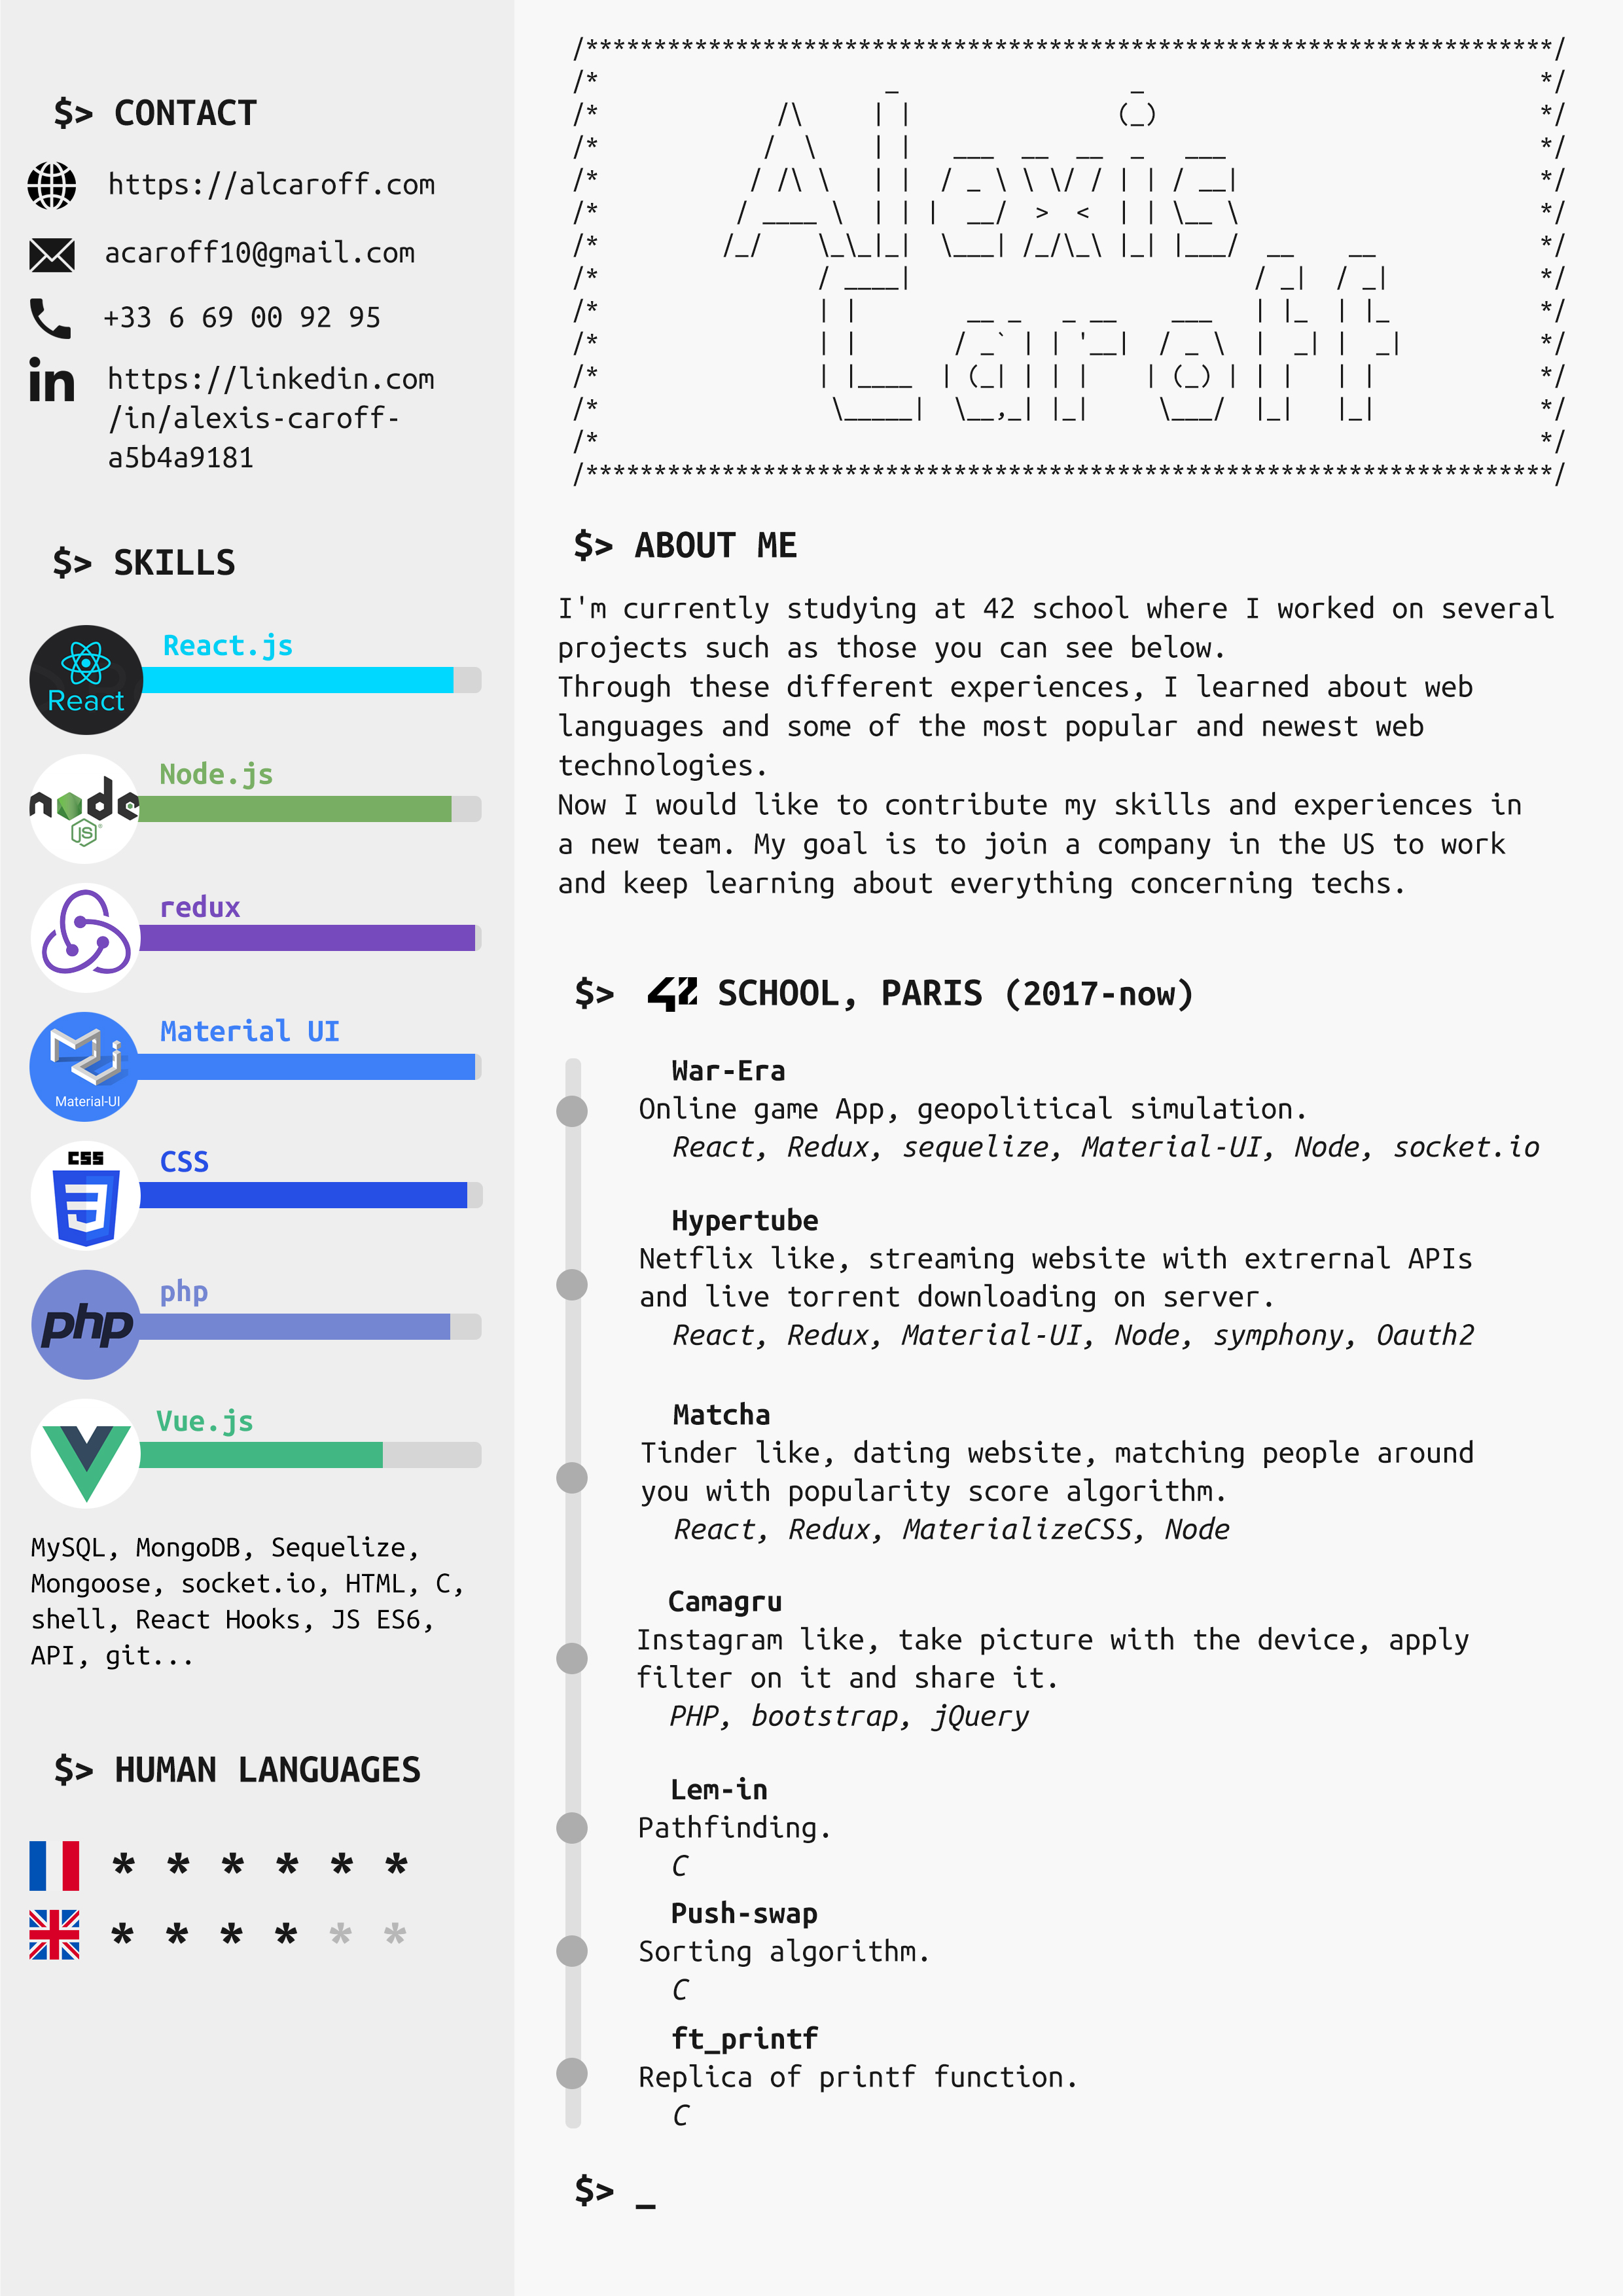 $> CONTACT
https://alcaroff.com
acaroff10@gmail.com
+33 6 69 00 92 95
in
https://linkedin.com
/in/alexis-caroff-
a5b4a9181
$> SKILLS
React
React.js
node
JS
Node.js
redux
Material-UI
Material UI
CSS
CSS
php
php
Vue.js
MySQL, MongoDB, Sequelize,
Mongoose, socket.io, HTML, C,
shell, React Hooks, JS ES6,
API, git...
$> HUMAN LANGUAGES
* * * * * *
* * * * * *
Alexis
Caroff
$> ABOUT ME
I'm currently studying at 42 school where I worked on several
projects such as those you can see below.
Through these different experiences, I learned about web
languages and some of the most popular and newest web
technologies.
Now I would like to contribute my skills and experiences in
a new team. My goal is to join a company in the US to work
and keep learning about everything concerning techs.
$> 42 SCHOOL, PARIS (2017-now)
War-Era
Online game App, geopolitical simulation.
React, Redux, sequelize, Material-UI, Node, socket.io
Hypertube
Netflix like, streaming website with extrernal APIs
and live torrent downloading on server.
React, Redux, Material-UI, Node, symphony, Oauth2
Matcha
Tinder like, dating website, matching people around
you with popularity score algorithm.
React, Redux, MaterializeCSS, Node
Camagru
Instagram like, take picture with the device, apply
filter on it and share it.
PHP, bootstrap, jQuery
Lem-in
Pathfinding.
C
Push-swap
Sorting algorithm.
C
ft_printf
Replica of printf function.
C
$> _